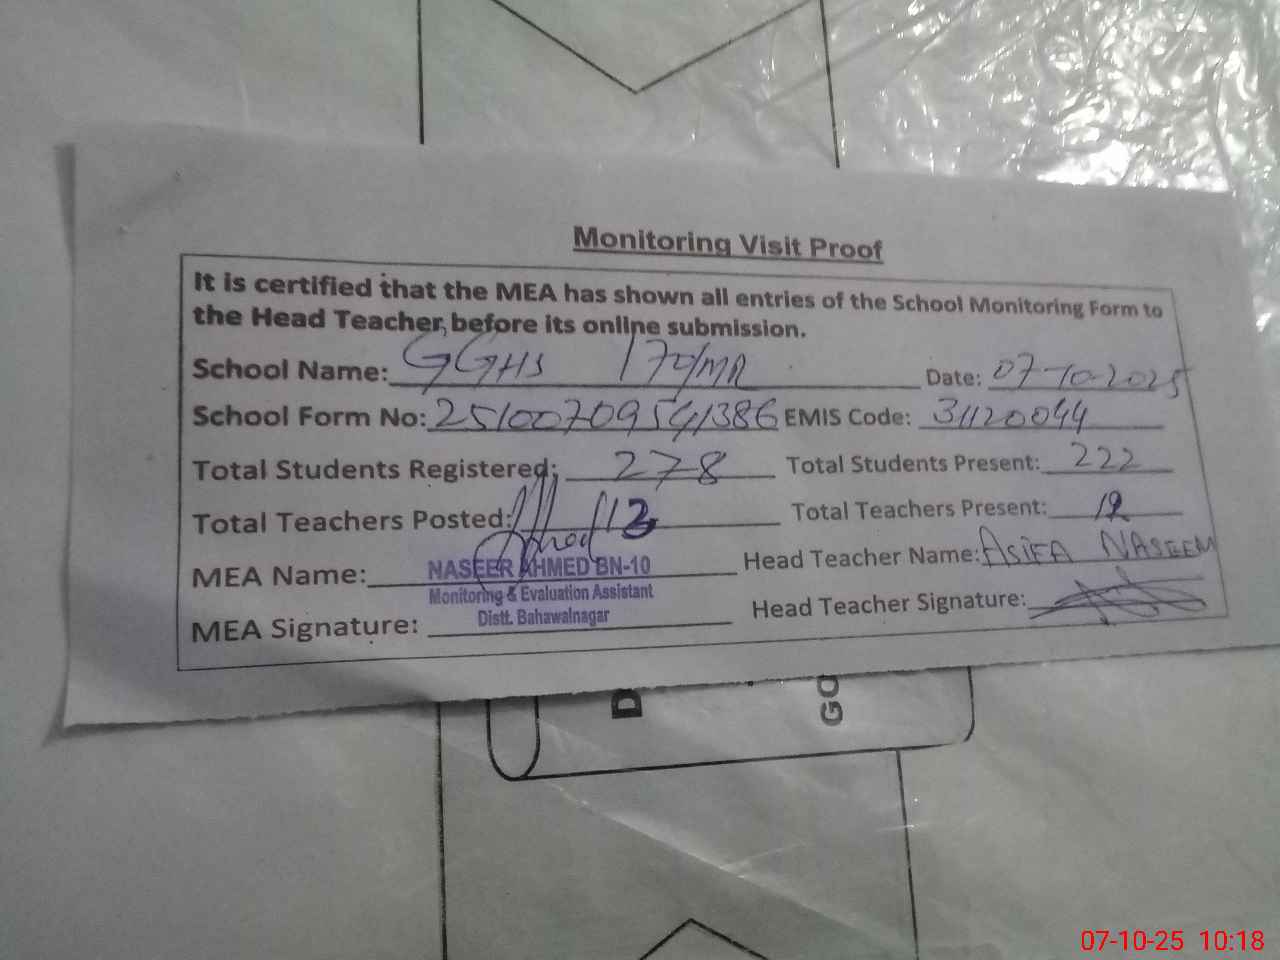 Monitoring Visit Proof
It is certified that the MEA has shown all entries of the School Monitoring Form to
the Head Teacher, before its online submission.
School Name: GGHS 170/MR Date: 07-10-2025
School Form No: 25100709541386 EMIS Code: 31120044
Total Students Registered: 278 Total Students Present: 222
Total Teachers Posted: Total Teachers Present: 12
MEA Name: NASEER AHMED BN-10 Head Teacher Name: ASIFA NASEEM
Monitoring & Evaluation Assistant
MEA Signature: Distt. Bahawalnagar Head Teacher Signature:
D GO
07-10-25 10:18